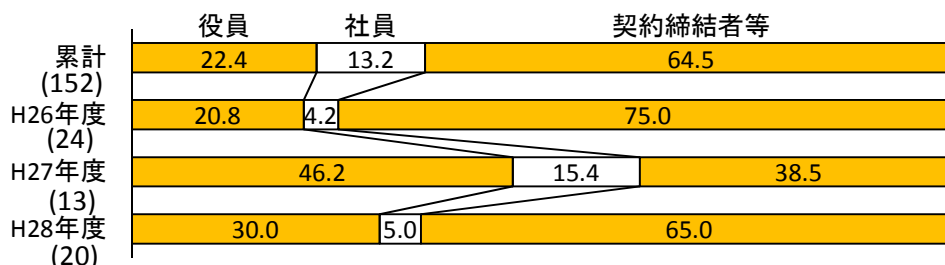 役員 社員 契約締結者等
累計 22.4 13.2 64.5
(152)
H26年度 20.8 4.2 75.0
(24)
H27年度 46.2 15.4 38.5
(13)
H28年度 30.0 5.0 65.0
(20)